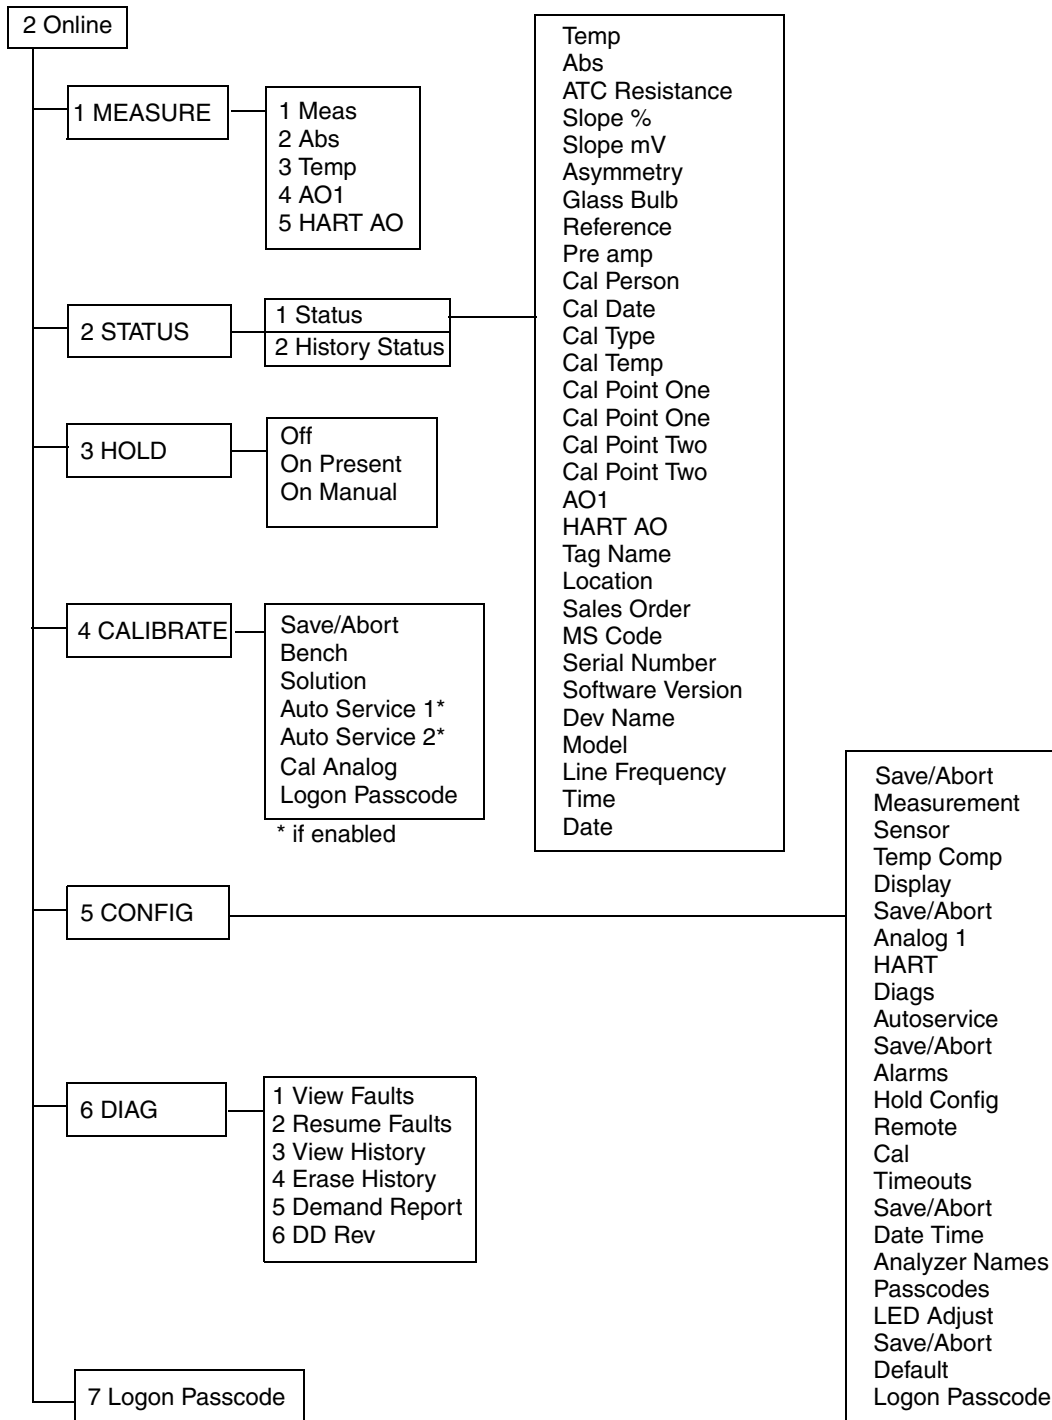 2 Online
1 MEASURE
1 Meas
2 Abs
3 Temp
4 AO1
5 HART AO
2 STATUS
1 Status
2 History Status
Temp
Abs
ATC Resistance
Slope %
Slope mV
Asymmetry
Glass Bulb
Reference
Pre amp
Cal Person
Cal Date
Cal Type
Cal Temp
Cal Point One
Cal Point One
Cal Point Two
Cal Point Two
AO1
HART AO
Tag Name
Location
Sales Order
MS Code
Serial Number
Software Version
Dev Name
Model
Line Frequency
Time
Date
3 HOLD
Off
On Present
On Manual
4 CALIBRATE
Save/Abort
Bench
Solution
Auto Service 1*
Auto Service 2*
Cal Analog
Logon Passcode
* if enabled
5 CONFIG
Save/Abort
Measurement
Sensor
Temp Comp
Display
Save/Abort
Analog 1
HART
Diags
Autoservice
Save/Abort
Alarms
Hold Config
Remote
Cal
Timeouts
Save/Abort
Date Time
Analyzer Names
Passcodes
LED Adjust
Save/Abort
Default
Logon Passcode
6 DIAG
1 View Faults
2 Resume Faults
3 View History
4 Erase History
5 Demand Report
6 DD Rev
7 Logon Passcode